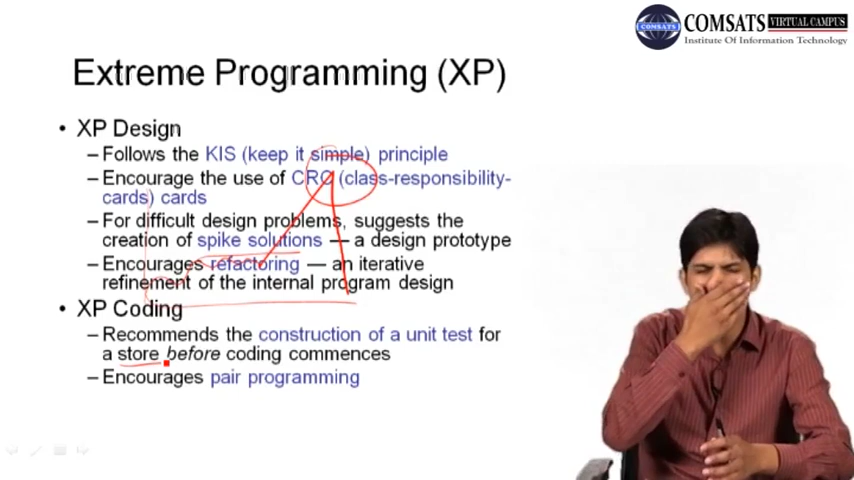 COMSATS VIRTUAL CAMPUS
COMSATS
Institute Of Information Technology
Extreme Programming (XP)
• XP Design
– Follows the KIS (keep it simple) principle
– Encourage the use of CRC (class-responsibility-
cards) cards
– For difficult design problems, suggests the
creation of spike solutions — a design prototype
– Encourages refactoring — an iterative
refinement of the internal program design
• XP Coding
– Recommends the construction of a unit test for
a store before coding commences
– Encourages pair programming